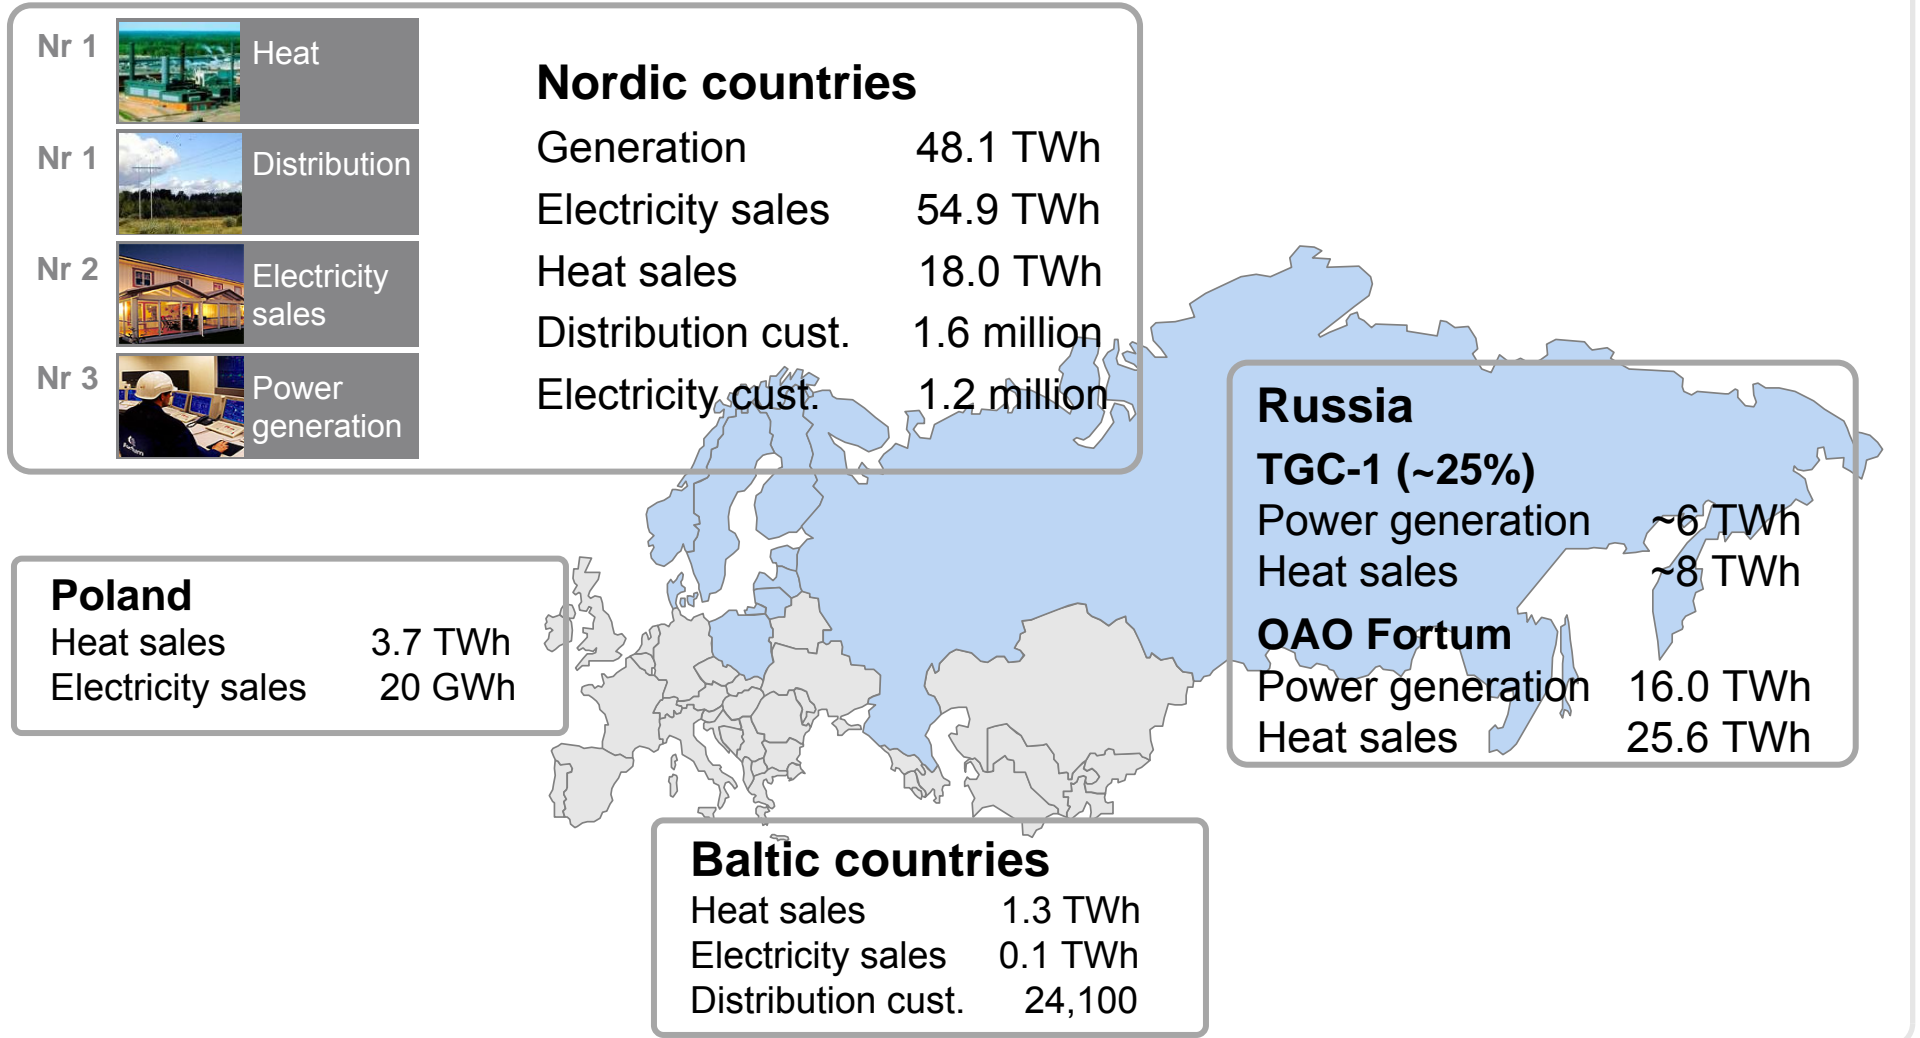 Nr 1
Heat
Nr 1
Distribution
Nr 2
Electricity
sales
Nr 3
Power
generation
Fortum
Nordic countries
Generation 48.1 TWh
Electricity sales 54.9 TWh
Heat sales 18.0 TWh
Distribution cust. 1.6 million
Electricity cust. 1.2 million
Russia
TGC-1 (~25%)
Power generation ~6 TWh
Heat sales ~8 TWh
OAO Fortum
Power generation 16.0 TWh
Heat sales 25.6 TWh
Poland
Heat sales 3.7 TWh
Electricity sales 20 GWh
Baltic countries
Heat sales 1.3 TWh
Electricity sales 0.1 TWh
Distribution cust. 24,100